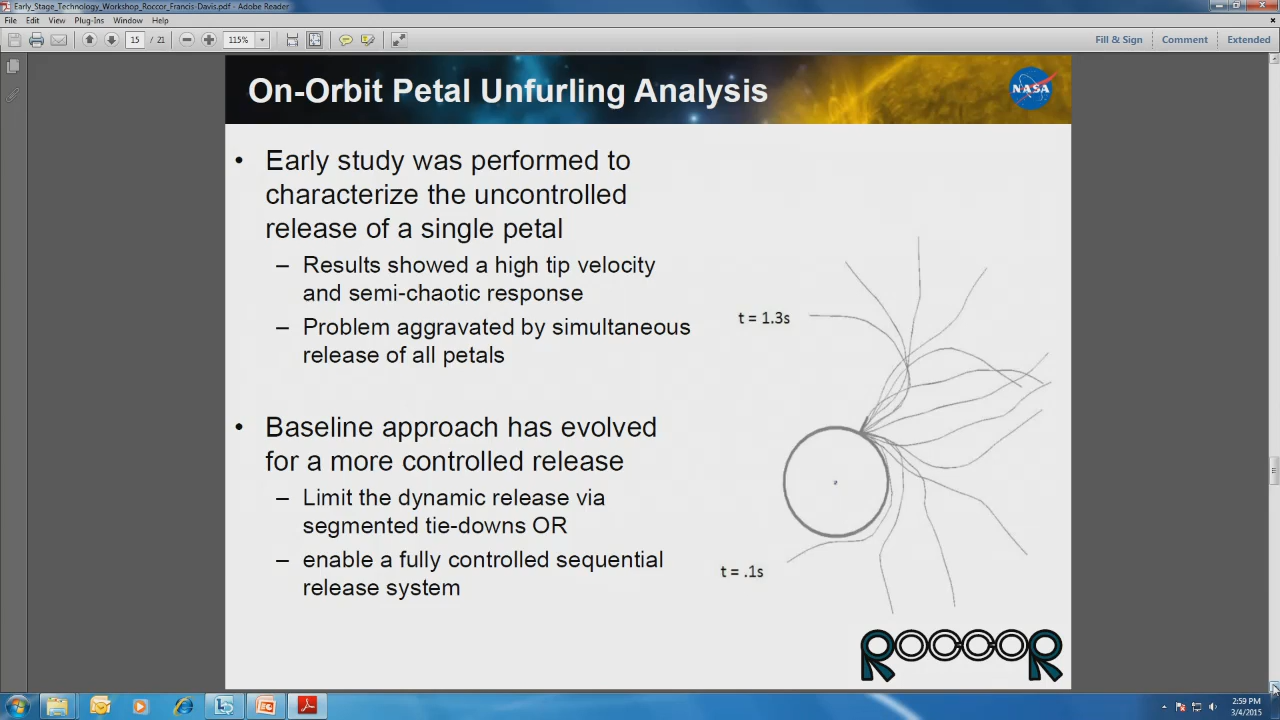 Early_Stage_Technology_Workshop_Roccor_Francis-Davis.pdf - Adobe Reader
File Edit View Plug-Ins Window Help
15 / 21 115% Fill & Sign Comment Extended
On-Orbit Petal Unfurling Analysis
NASA
• Early study was performed to
characterize the uncontrolled
release of a single petal
– Results showed a high tip velocity
and semi-chaotic response
– Problem aggravated by simultaneous
release of all petals
• Baseline approach has evolved
for a more controlled release
– Limit the dynamic release via
segmented tie-downs OR
– enable a fully controlled sequential
release system
t = 1.3s
t = .1s
ROCCOR
2:59 PM
3/4/2015